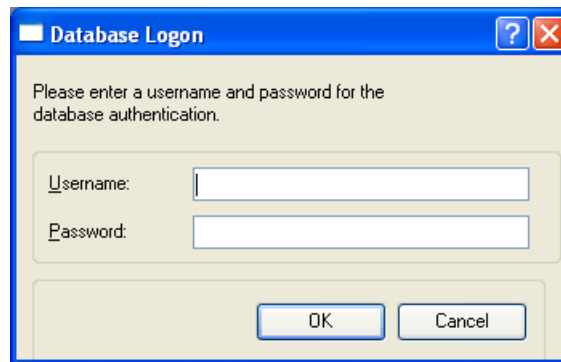 Database Logon
Please enter a username and password for the
database authentication.
Username:
Password:
OK Cancel